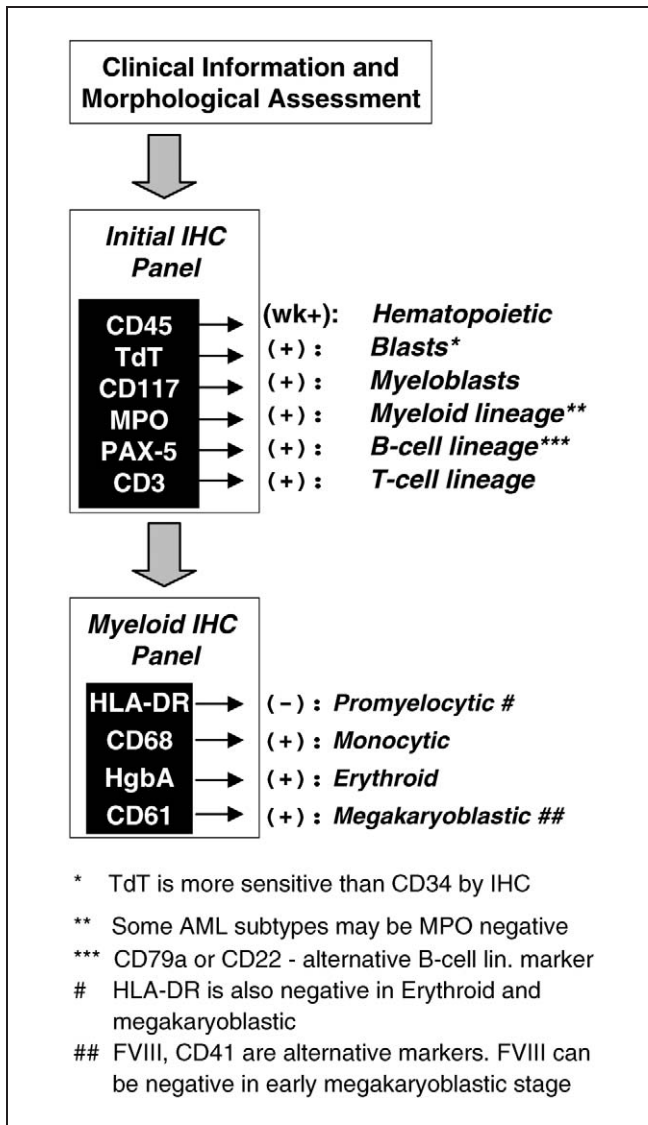 Clinical Information and
Morphological Assessment
Initial IHC
Panel
CD45 (wk+): Hematopoietic
TdT (+): Blasts*
CD117 (+): Myeloblasts
MPO (+): Myeloid lineage**
PAX-5 (+): B-cell lineage***
CD3 (+): T-cell lineage
Myeloid IHC
Panel
HLA-DR (-): Promyelocytic #
CD68 (+): Monocytic
HgbA (+): Erythroid
CD61 (+): Megakaryoblastic ##
* TdT is more sensitive than CD34 by IHC
** Some AML subtypes may be MPO negative
*** CD79a or CD22 - alternative B-cell lin. marker
# HLA-DR is also negative in Erythroid and
megakaryoblastic
## FVIII, CD41 are alternative markers. FVIII can
be negative in early megakaryoblastic stage